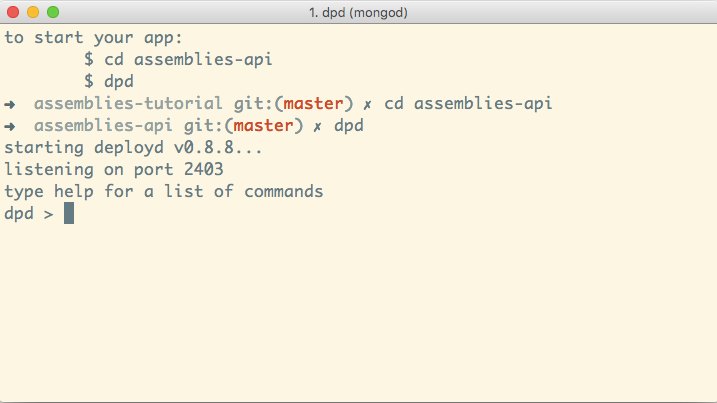 1. dpd (mongod)
to start your app:
        $ cd assemblies-api
        $ dpd
➜  assemblies-tutorial git:(master) ✗ cd assemblies-api
➜  assemblies-api git:(master) ✗ dpd
starting deployd v0.8.8...
listening on port 2403
type help for a list of commands
dpd >